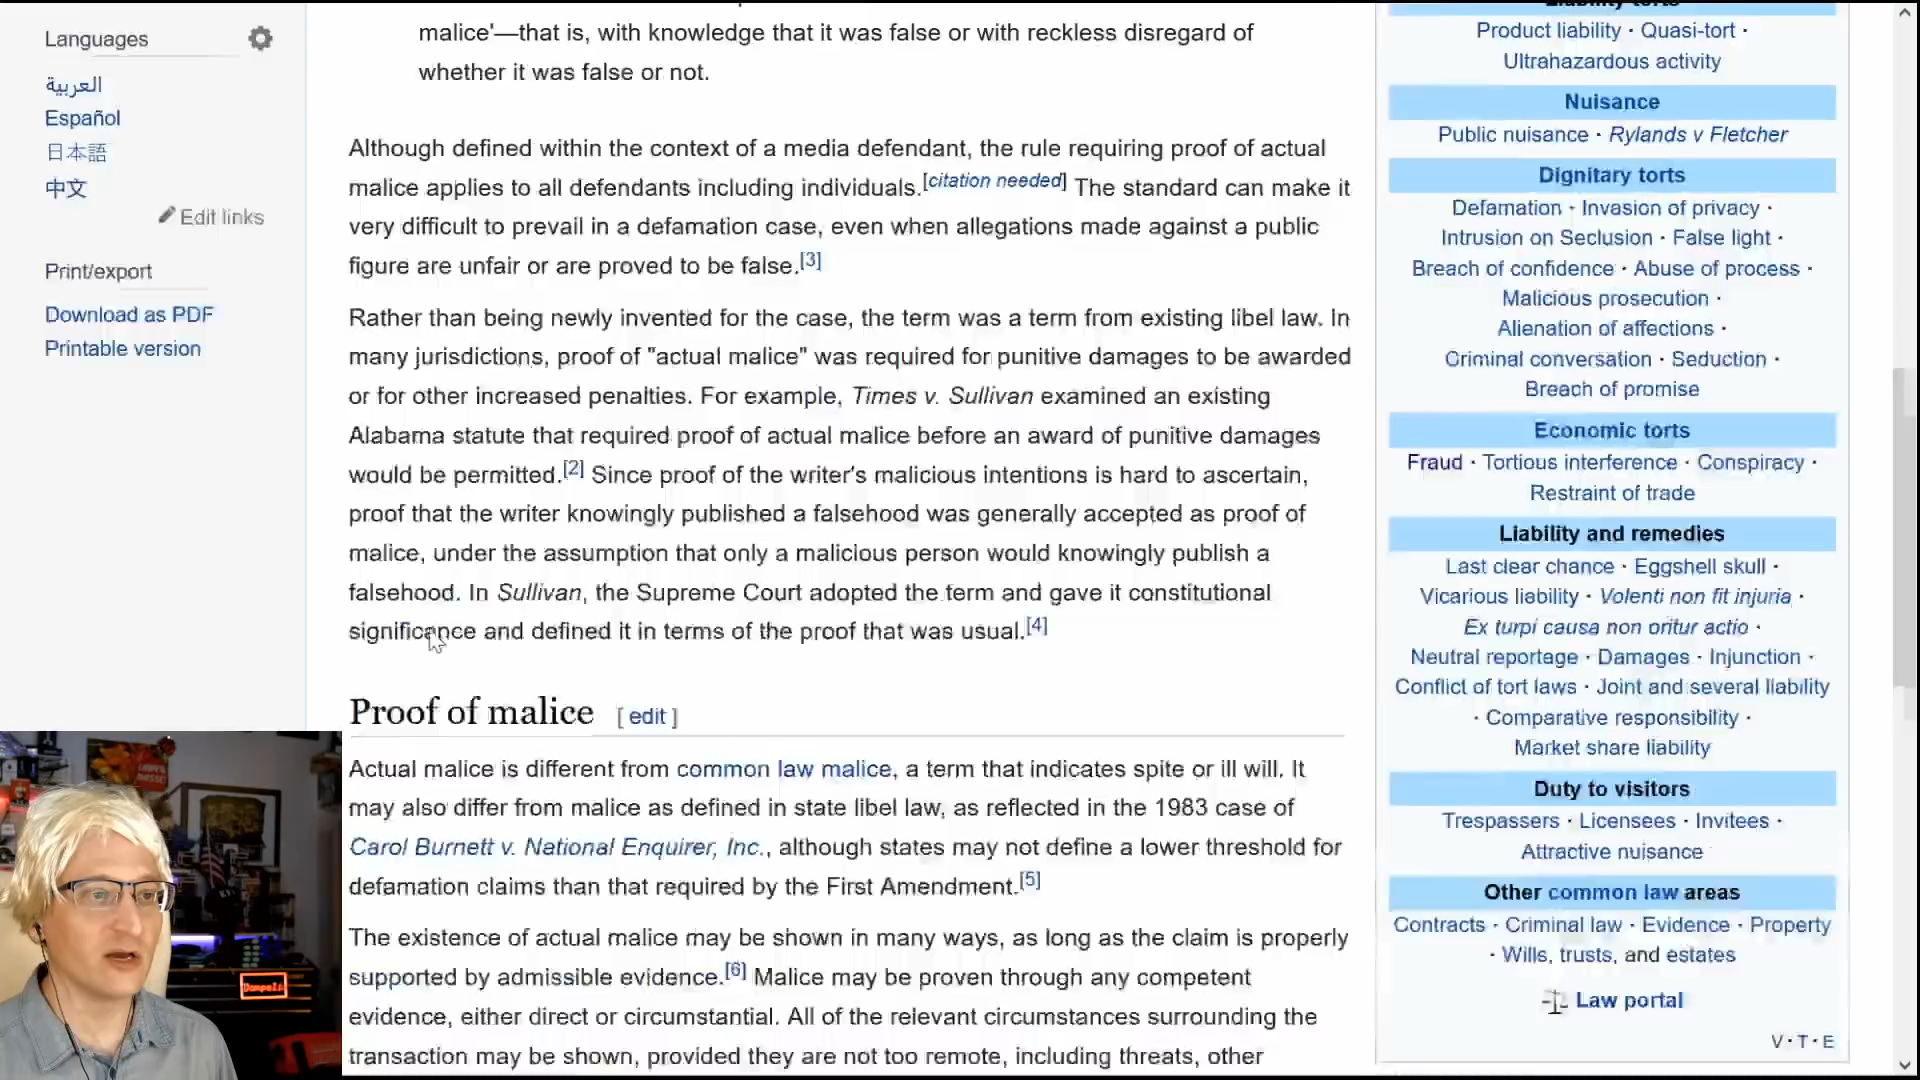 Languages
العربية
Español
日本語
中文
Edit links
Print/export
Download as PDF
Printable version
malice'—that is, with knowledge that it was false or with reckless disregard of
whether it was false or not.
Although defined within the context of a media defendant, the rule requiring proof of actual
malice applies to all defendants including individuals.[citation needed] The standard can make it
very difficult to prevail in a defamation case, even when allegations made against a public
figure are unfair or are proved to be false.[3]
Rather than being newly invented for the case, the term was a term from existing libel law. In
many jurisdictions, proof of "actual malice" was required for punitive damages to be awarded
or for other increased penalties. For example, Times v. Sullivan examined an existing
Alabama statute that required proof of actual malice before an award of punitive damages
would be permitted.[2] Since proof of the writer's malicious intentions is hard to ascertain,
proof that the writer knowingly published a falsehood was generally accepted as proof of
malice, under the assumption that only a malicious person would knowingly publish a
falsehood. In Sullivan, the Supreme Court adopted the term and gave it constitutional
significance and defined it in terms of the proof that was usual.[4]
Proof of malice [ edit ]
Actual malice is different from common law malice, a term that indicates spite or ill will. It
may also differ from malice as defined in state libel law, as reflected in the 1983 case of
Carol Burnett v. National Enquirer, Inc., although states may not define a lower threshold for
defamation claims than that required by the First Amendment.[5]
The existence of actual malice may be shown in many ways, as long as the claim is properly
supported by admissible evidence.[6] Malice may be proven through any competent
evidence, either direct or circumstantial. All of the relevant circumstances surrounding the
transaction may be shown, provided they are not too remote, including threats, other
Liability torts
Product liability · Quasi-tort ·
Ultrahazardous activity
Nuisance
Public nuisance · Rylands v Fletcher
Dignitary torts
Defamation · Invasion of privacy ·
Intrusion on Seclusion · False light ·
Breach of confidence · Abuse of process ·
Malicious prosecution ·
Alienation of affections ·
Criminal conversation · Seduction ·
Breach of promise
Economic torts
Fraud · Tortious interference · Conspiracy ·
Restraint of trade
Liability and remedies
Last clear chance · Eggshell skull ·
Vicarious liability · Volenti non fit injuria ·
Ex turpi causa non oritur actio ·
Neutral reportage · Damages · Injunction ·
Conflict of tort laws · Joint and several liability
· Comparative responsibility ·
Market share liability
Duty to visitors
Trespassers · Licensees · Invitees ·
Attractive nuisance
Other common law areas
Contracts · Criminal law · Evidence · Property
· Wills, trusts, and estates
Law portal
V · T · E